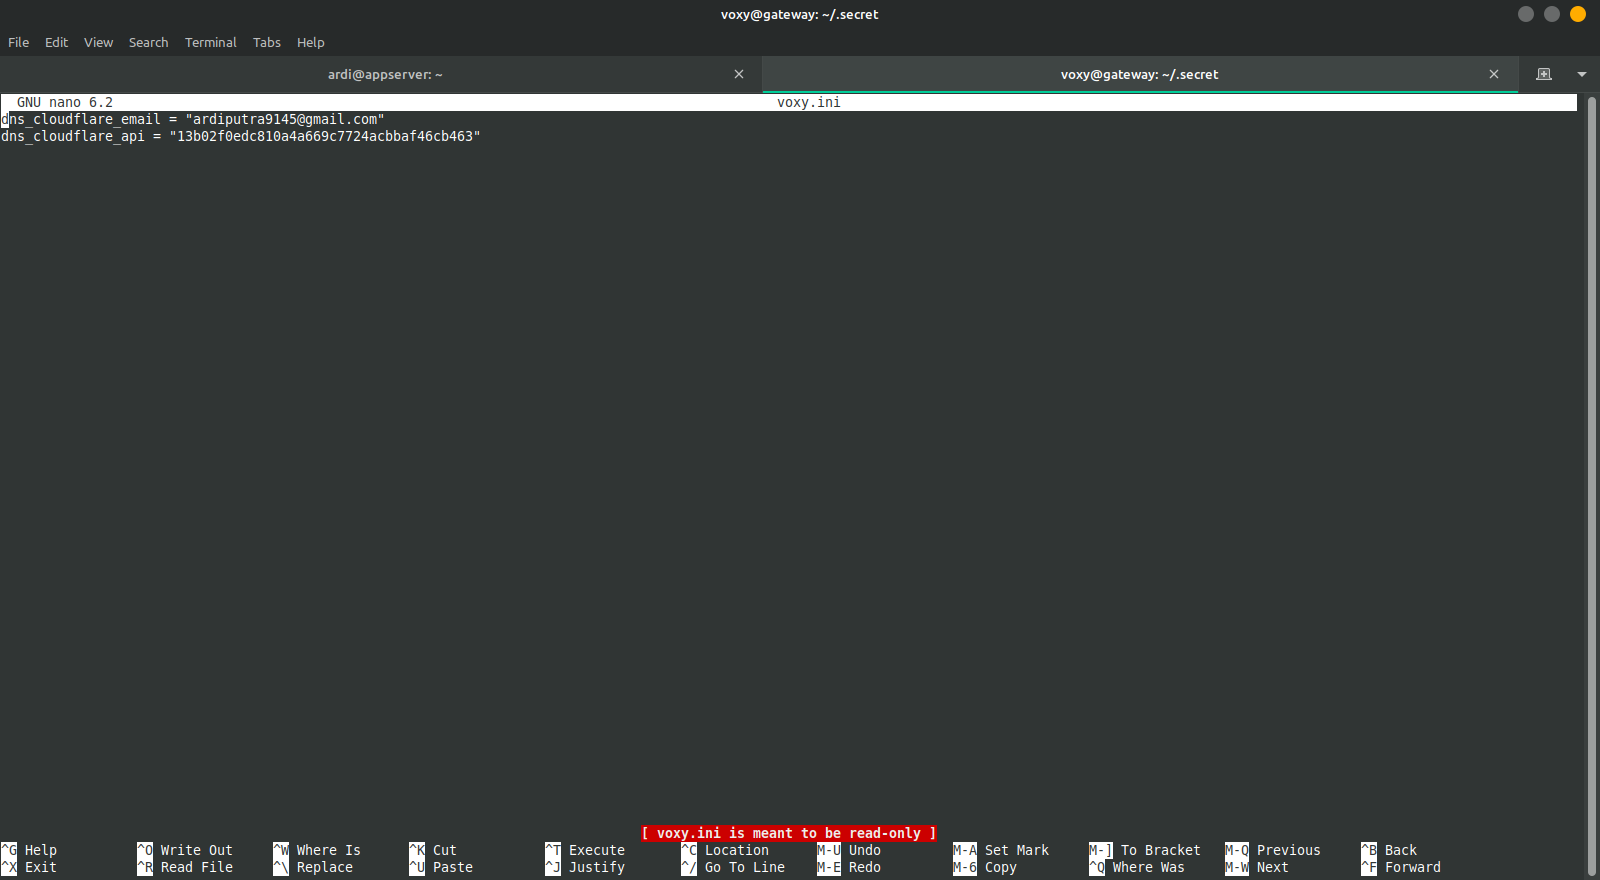 voxy@gateway: ~/.secret
File Edit View Search Terminal Tabs Help
ardi@appserver: ~ voxy@gateway: ~/.secret
GNU nano 6.2 voxy.ini
dns_cloudflare_email = "ardiputra9145@gmail.com"
dns_cloudflare_api = "13b02f0edc810a4a669c7724acbbaf46cb463"
[ voxy.ini is meant to be read-only ]
^G Help ^O Write Out ^W Where Is ^K Cut ^T Execute ^C Location M-U Undo M-A Set Mark M-] To Bracket M-Q Previous ^B Back
^X Exit ^R Read File ^\ Replace ^U Paste ^J Justify ^/ Go To Line M-E Redo M-6 Copy ^Q Where Was M-W Next ^F Forward